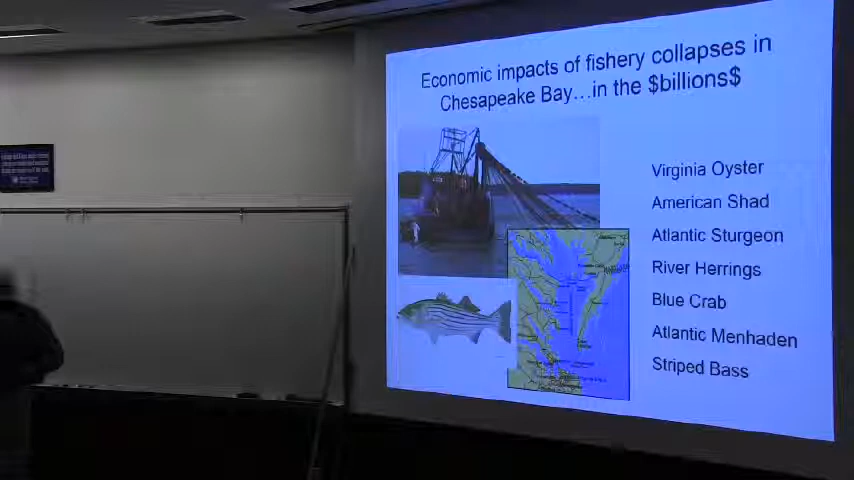 Economic impacts of fishery collapses in
Chesapeake Bay...in the $billions$
Virginia Oyster
American Shad
Atlantic Sturgeon
River Herrings
Blue Crab
Atlantic Menhaden
Striped Bass